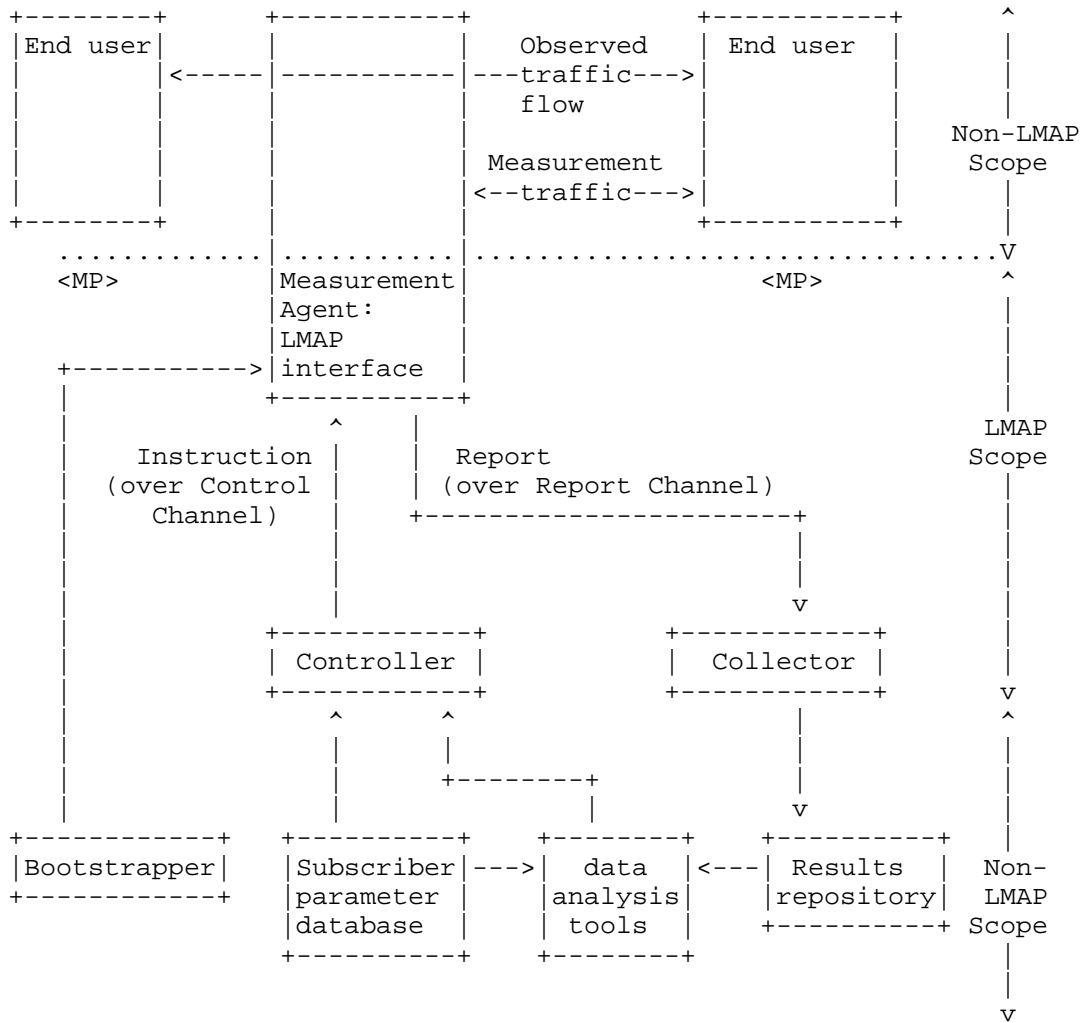 End user
Observed
End user
traffic
flow
Non-LMAP
Measurement
Scope
traffic
<MP>
Measurement
<MP>
Agent:
LMAP
interface
LMAP
Instruction
Report
Scope
(over Control
(over Report Channel)
Channel)
Controller
Collector
Bootstrapper
Subscriber
data
Results
Non-
parameter
analysis
repository
LMAP
database
tools
Scope